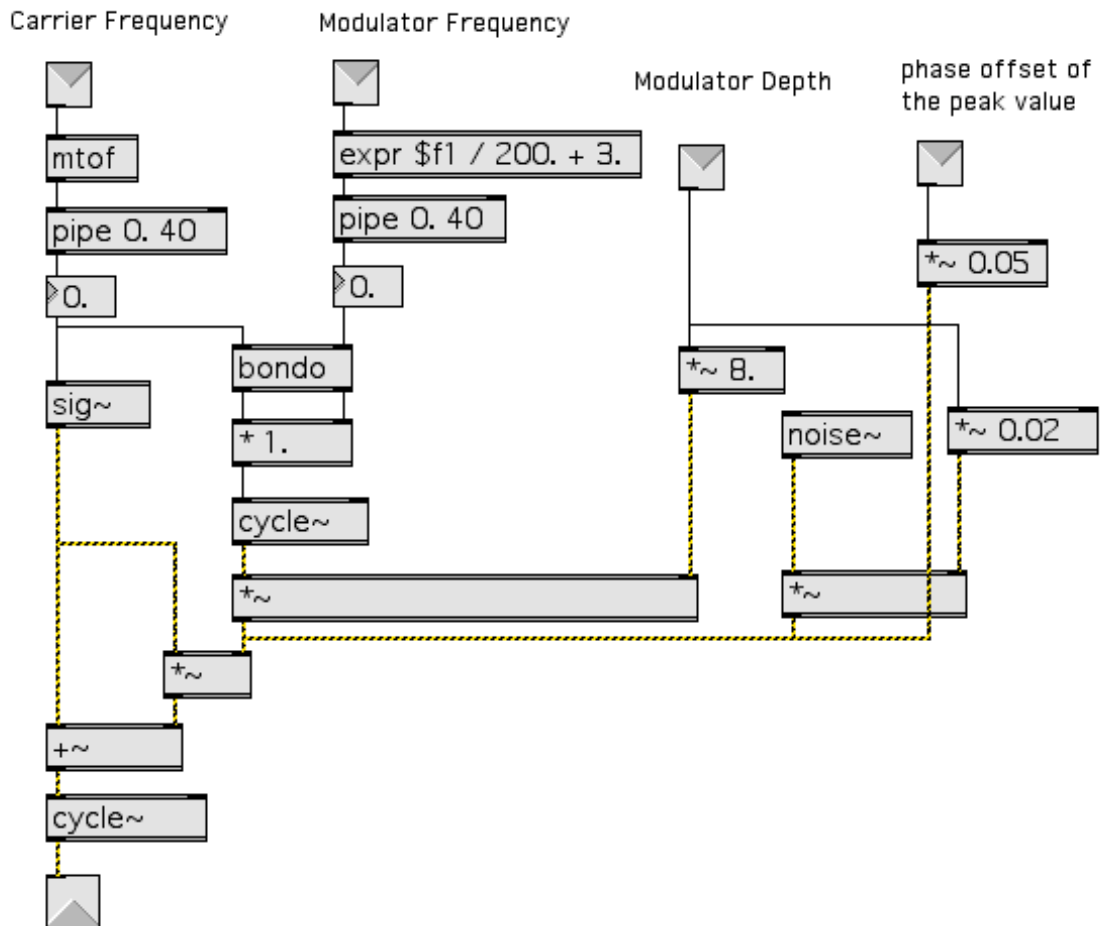 Carrier Frequency
Modulator Frequency
Modulator Depth
phase offset of
the peak value
mtof
expr $f1 / 200. + 3.
pipe 0. 40
pipe 0. 40
*~ 0.05
0.
0.
bondo
*~ 8.
sig~
* 1.
noise~
*~ 0.02
cycle~
*~
*~
*~
+~
cycle~